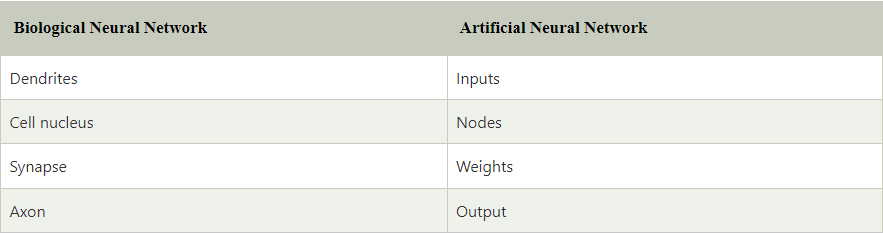 Biological Neural Network Artificial Neural Network
Dendrites Inputs
Cell nucleus Nodes
Synapse Weights
Axon Output